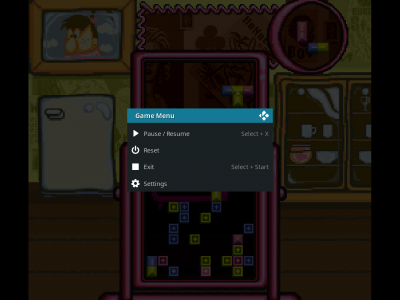 Game Menu
Pause / Resume Select + X
Reset
Exit Select + Start
Settings